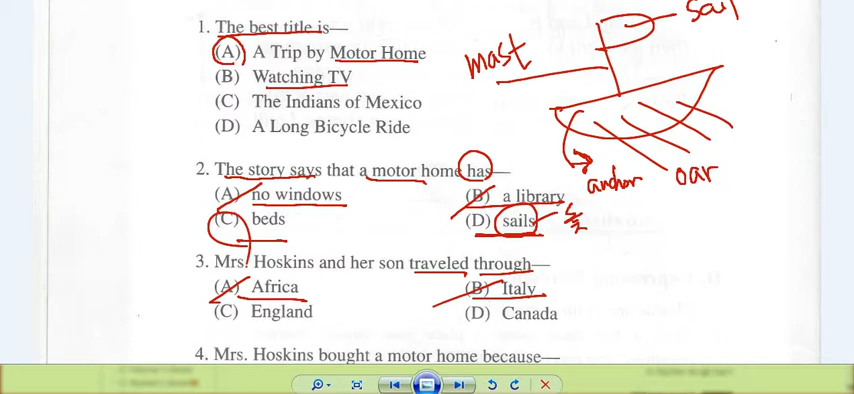 sail
1. The best title is—
(A) A Trip by Motor Home
mast
(B) Watching TV
(C) The Indians of Mexico
(D) A Long Bicycle Ride
2. The story says that a motor home has—
anchor
oar
(A) no windows
(B) a library
(C) beds
(D) sails
돛
3. Mrs. Hoskins and her son traveled through—
(A) Africa
(B) Italy
(C) England
(D) Canada
4. Mrs. Hoskins bought a motor home because—